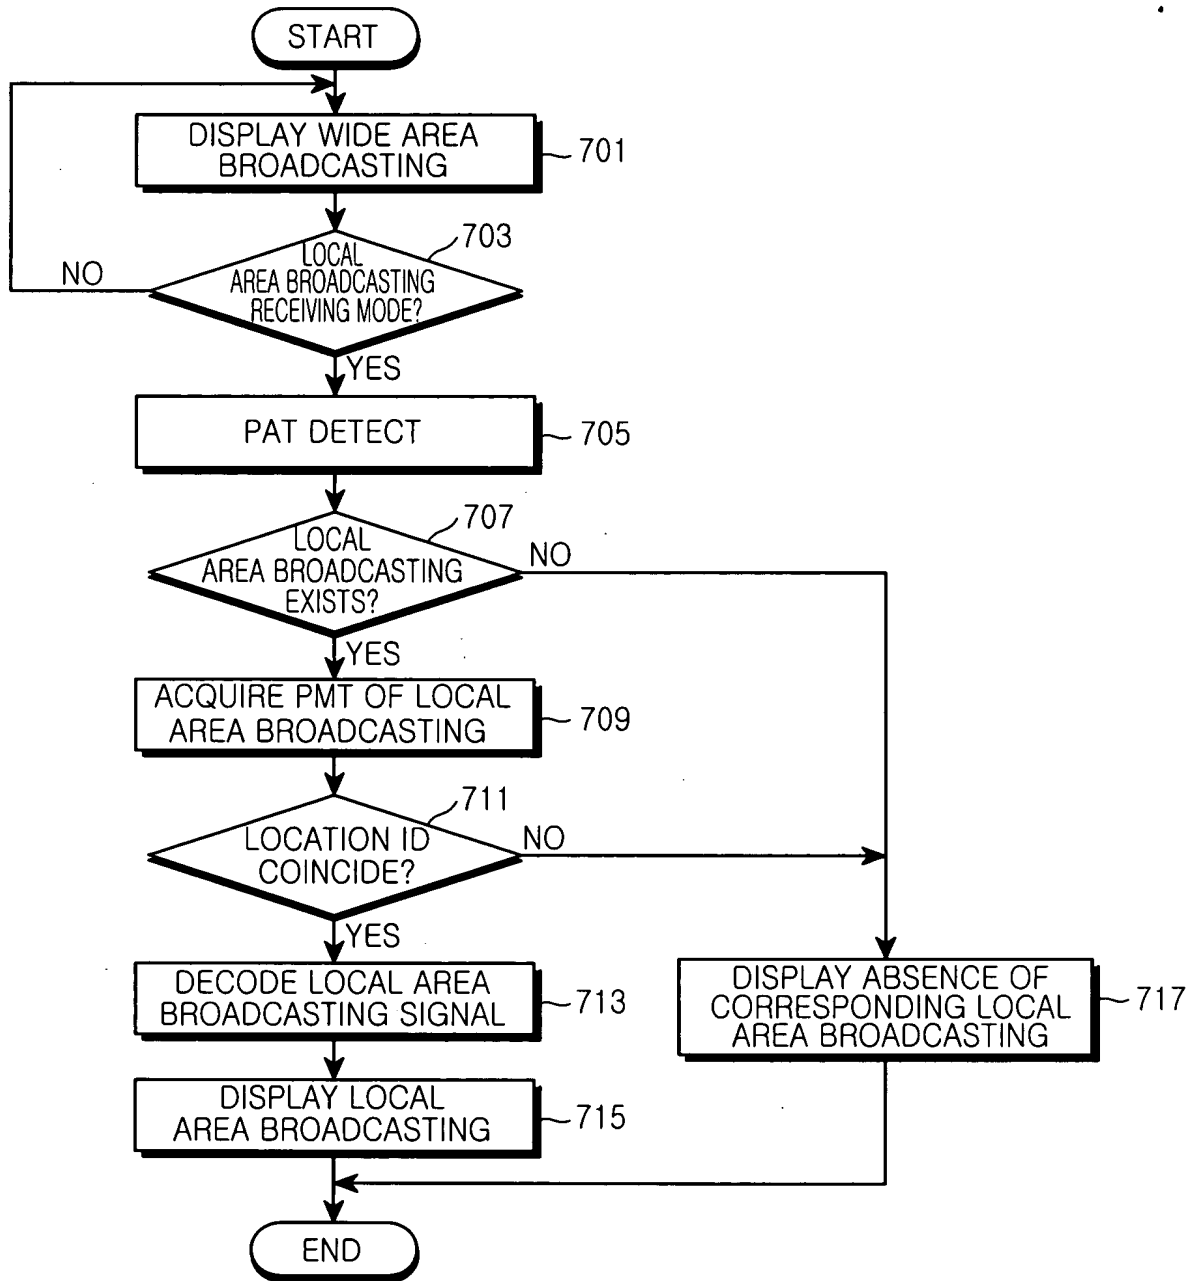 START
DISPLAY WIDE AREA
BROADCASTING
701
703
LOCAL
AREA BROADCASTING
RECEIVING MODE?
NO
YES
PAT DETECT
705
707
LOCAL
AREA BROADCASTING
EXISTS?
NO
YES
ACQUIRE PMT OF LOCAL
AREA BROADCASTING
709
711
LOCATION ID
COINCIDE?
NO
YES
DECODE LOCAL AREA
BROADCASTING SIGNAL
713
DISPLAY ABSENCE OF
CORRESPONDING LOCAL
AREA BROADCASTING
717
DISPLAY LOCAL
AREA BROADCASTING
715
END